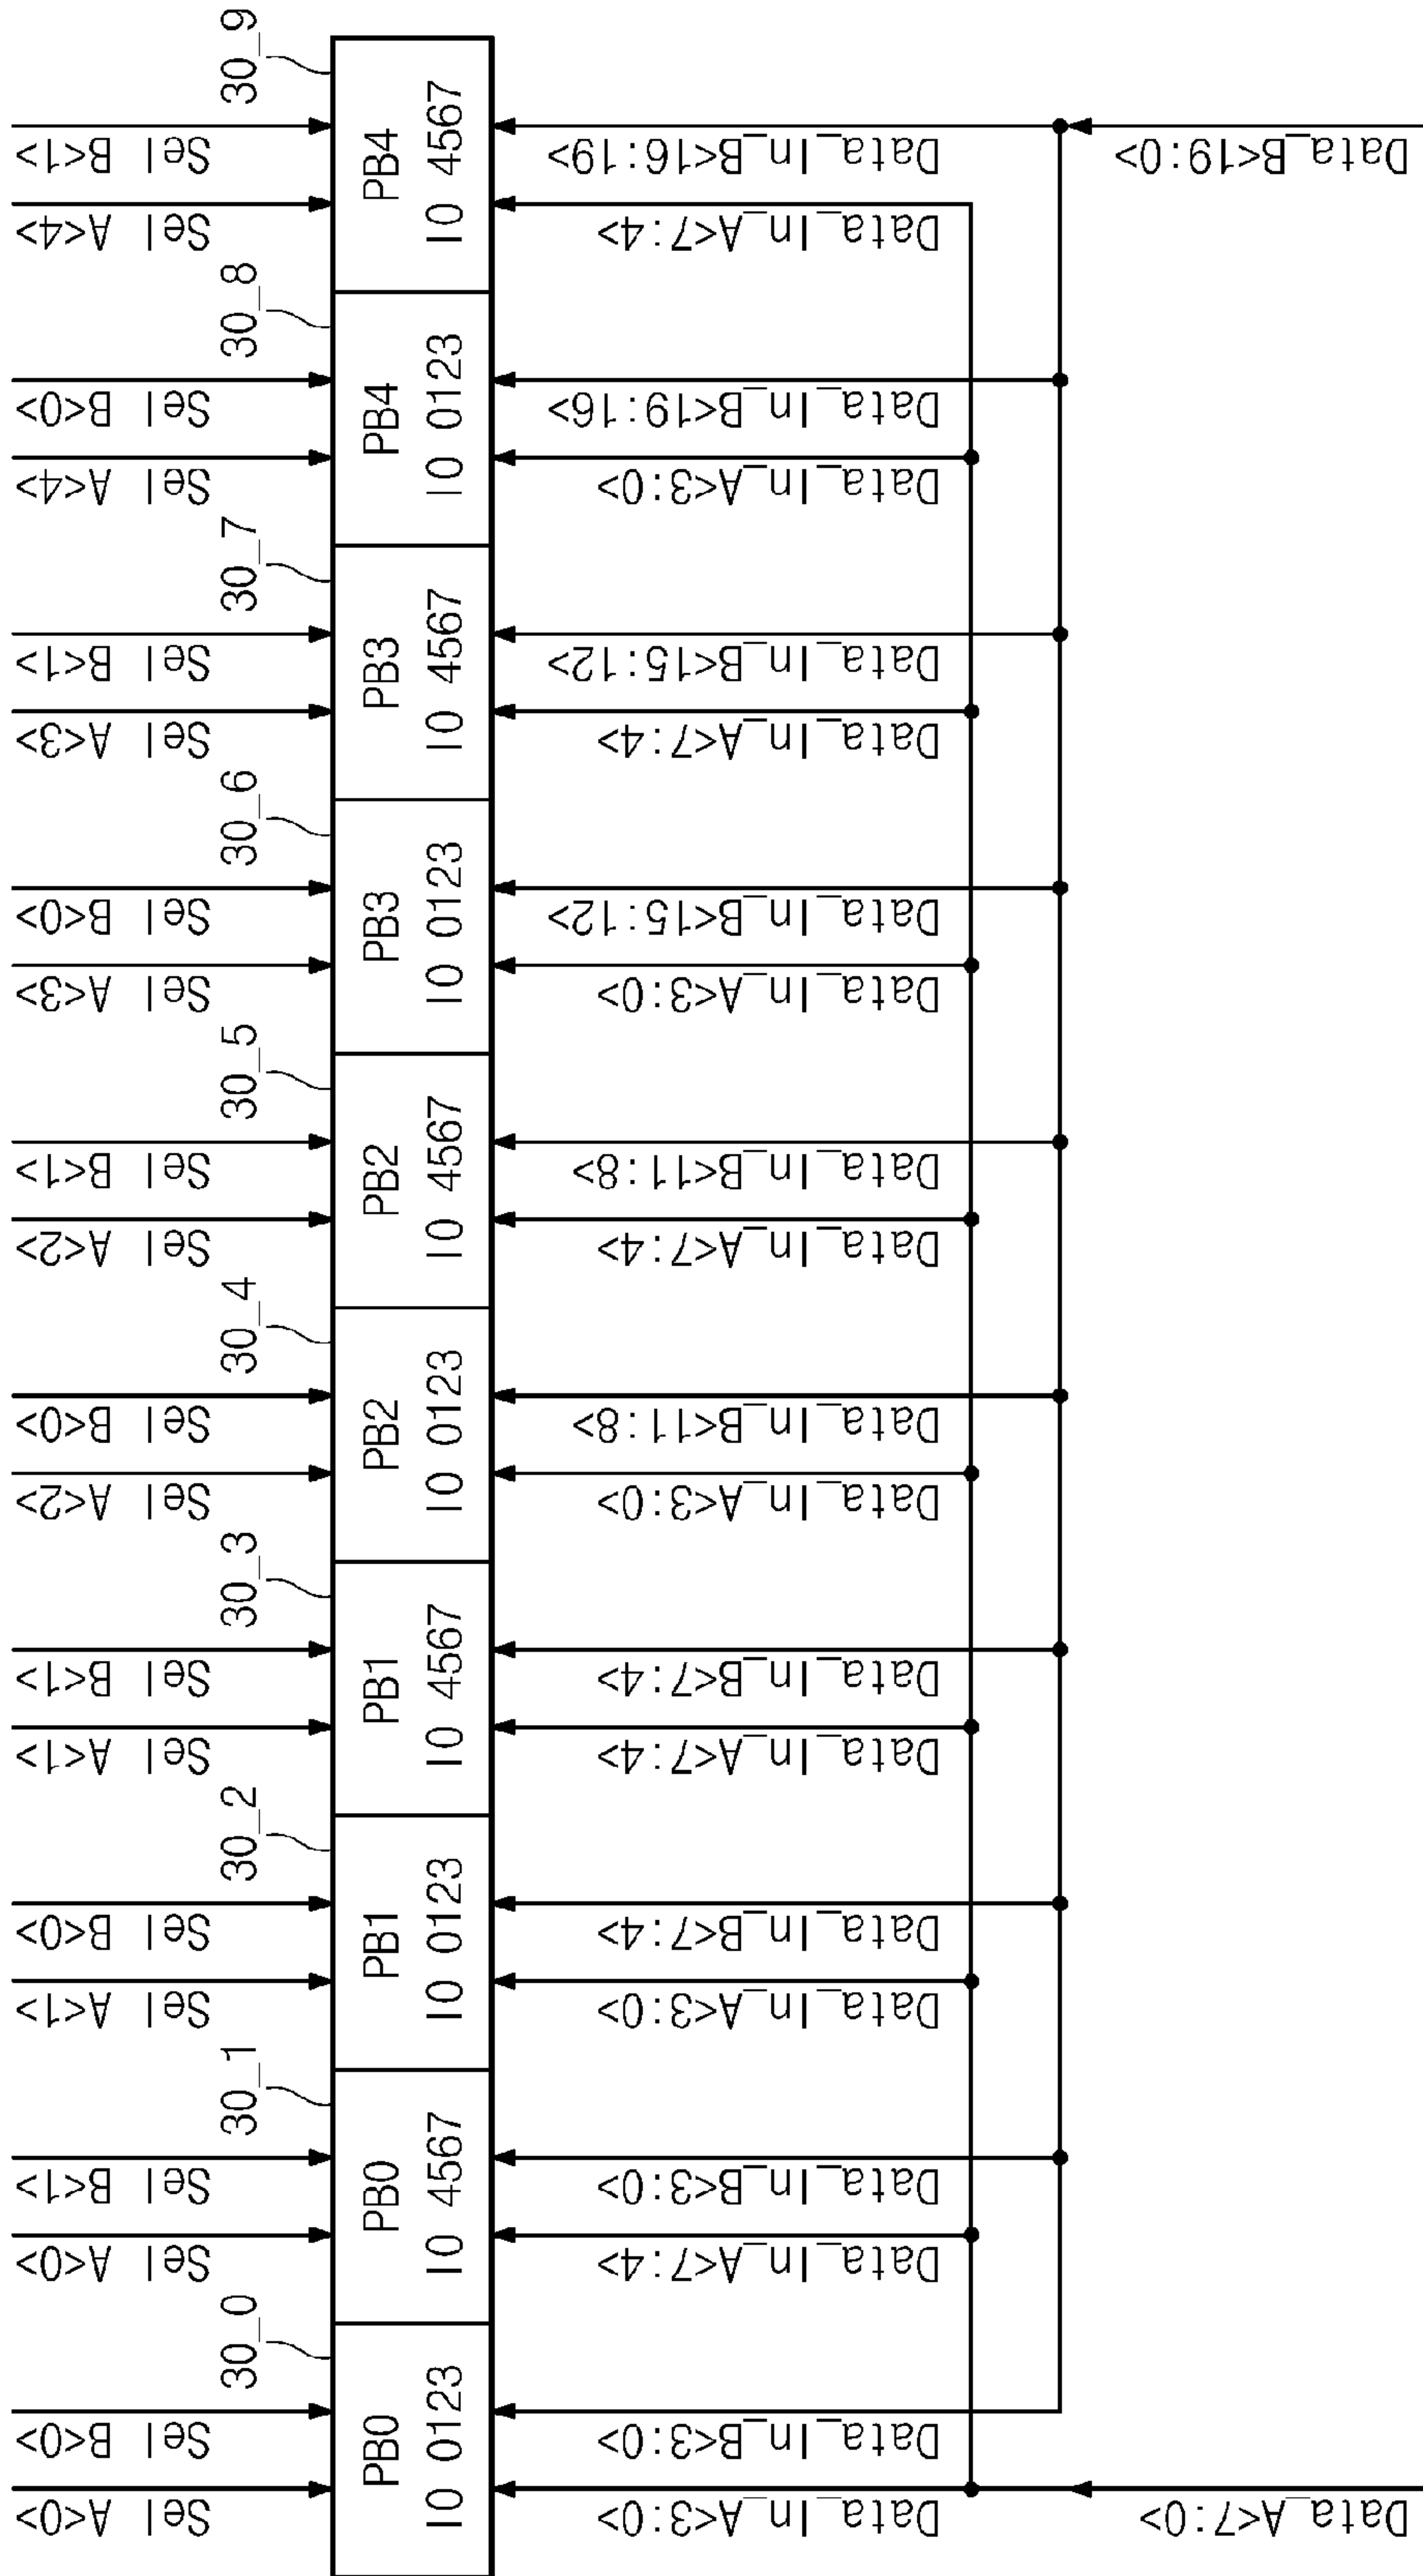 Sel A<0>
Sel B<0>
30_0
PB0
IO 0123
Data_In_A<3:0>
Data_In_B<3:0>
Sel A<0>
Sel B<1>
30_1
PB0
IO 4567
Data_In_A<7:4>
Data_In_B<3:0>
Sel A<1>
Sel B<0>
30_2
PB1
IO 0123
Data_In_A<3:0>
Data_In_B<7:4>
Sel A<1>
Sel B<1>
30_3
PB1
IO 4567
Data_In_A<7:4>
Data_In_B<7:4>
Sel A<2>
Sel B<0>
30_4
PB2
IO 0123
Data_In_A<3:0>
Data_In_B<11:8>
Sel A<2>
Sel B<1>
30_5
PB2
IO 4567
Data_In_A<7:4>
Data_In_B<11:8>
Sel A<3>
Sel B<0>
30_6
PB3
IO 0123
Data_In_A<3:0>
Data_In_B<15:12>
Sel A<3>
Sel B<1>
30_7
PB3
IO 4567
Data_In_A<7:4>
Data_In_B<15:12>
Sel A<4>
Sel B<0>
30_8
PB4
IO 0123
Data_In_A<3:0>
Data_In_B<19:16>
Sel A<4>
Sel B<1>
30_9
PB4
IO 4567
Data_In_A<7:4>
Data_In_B<16:19>
Data_A<7:0>
Data_B<19:0>